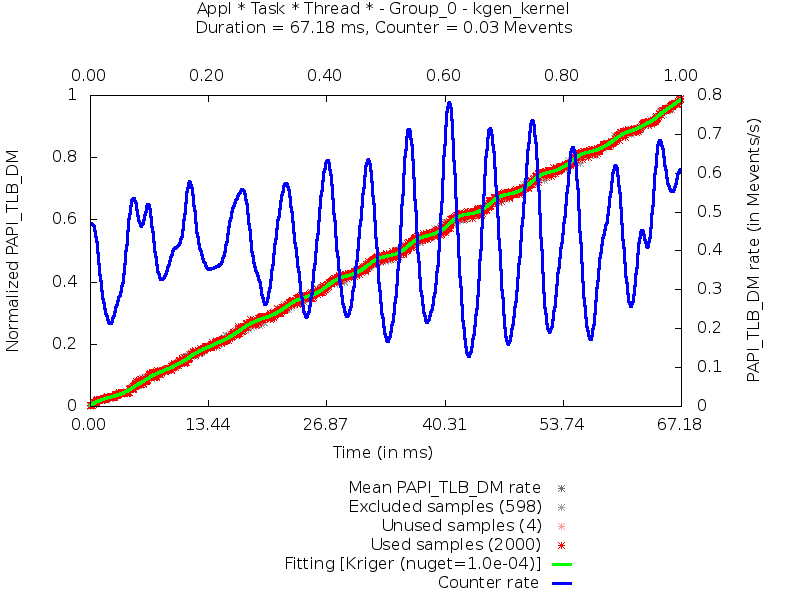 Appl * Task * Thread * - Group_0 - kgen_kernel
Duration = 67.18 ms, Counter = 0.03 Mevents
0.00 0.20 0.40 0.60 0.80 1.00
1 0.8
0.7
0.8
0.6
0.6 0.5
0.4
0.4
0.3
0.2 0.2
0.1
0 0
Normalized PAPI_TLB_DM
PAPI_TLB_DM rate (in Mevents/s)
0.00 13.44 26.87 40.31 53.74 67.18
Time (in ms)
Mean PAPI_TLB_DM rate
Excluded samples (598)
Unused samples (4)
Used samples (2000)
Fitting [Kriger (nuget=1.0e-04)]
Counter rate